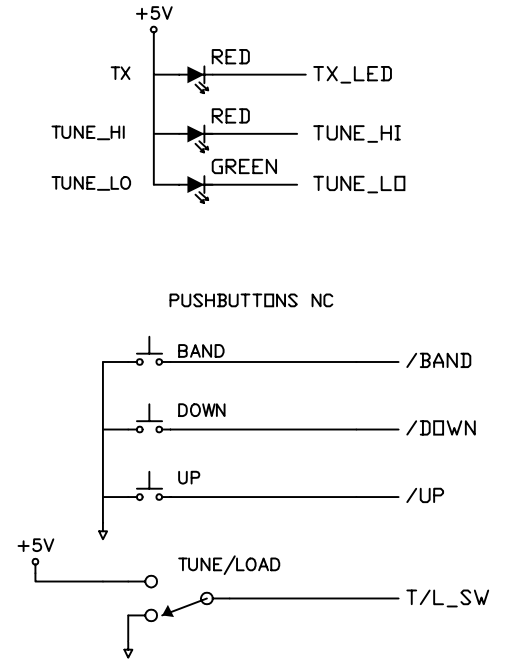 +5V
RED
TX
TX_LED
RED
TUNE_HI
TUNE_HI
GREEN
TUNE_LO
TUNE_LO
PUSHBUTTONS NC
BAND
/BAND
DOWN
/DOWN
UP
/UP
+5V
TUNE/LOAD
T/L_SW